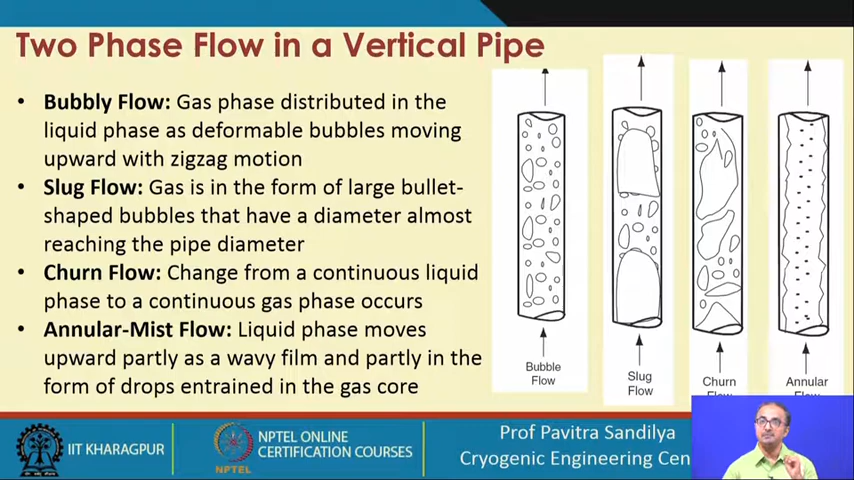 Two Phase Flow in a Vertical Pipe
• Bubbly Flow: Gas phase distributed in the
liquid phase as deformable bubbles moving
upward with zigzag motion
• Slug Flow: Gas is in the form of large bullet-
shaped bubbles that have a diameter almost
reaching the pipe diameter
• Churn Flow: Change from a continuous liquid
phase to a continuous gas phase occurs
• Annular-Mist Flow: Liquid phase moves
upward partly as a wavy film and partly in the
form of drops entrained in the gas core
Bubble
Flow
Slug
Flow
Churn
Flow
Annular
Flow
IIT KHARAGPUR
NPTEL
NPTEL ONLINE
CERTIFICATION COURSES
Prof Pavitra Sandilya
Cryogenic Engineering Cen